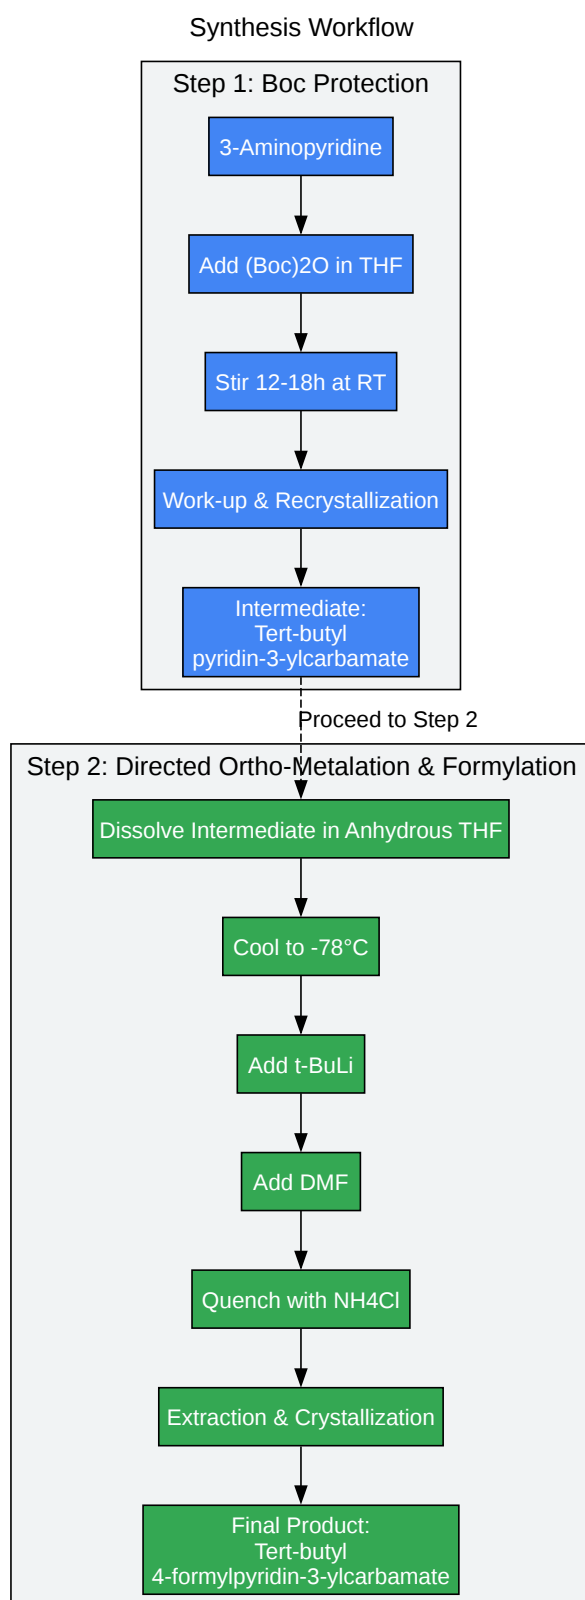 Synthesis Workflow
Step 1: Boc Protection
3-Aminopyridine
Add (Boc)2O in THF
Stir 12-18h at RT
Work-up & Recrystallization
Intermediate:
Tert-butyl
pyridin-3-ylcarbamate
Proceed to Step 2
Step 2: Directed Ortho-Metalation & Formylation
Dissolve Intermediate in Anhydrous THF
Cool to -78°C
Add t-BuLi
Add DMF
Quench with NH4Cl
Extraction & Crystallization
Final Product:
Tert-butyl
4-formylpyridin-3-ylcarbamate